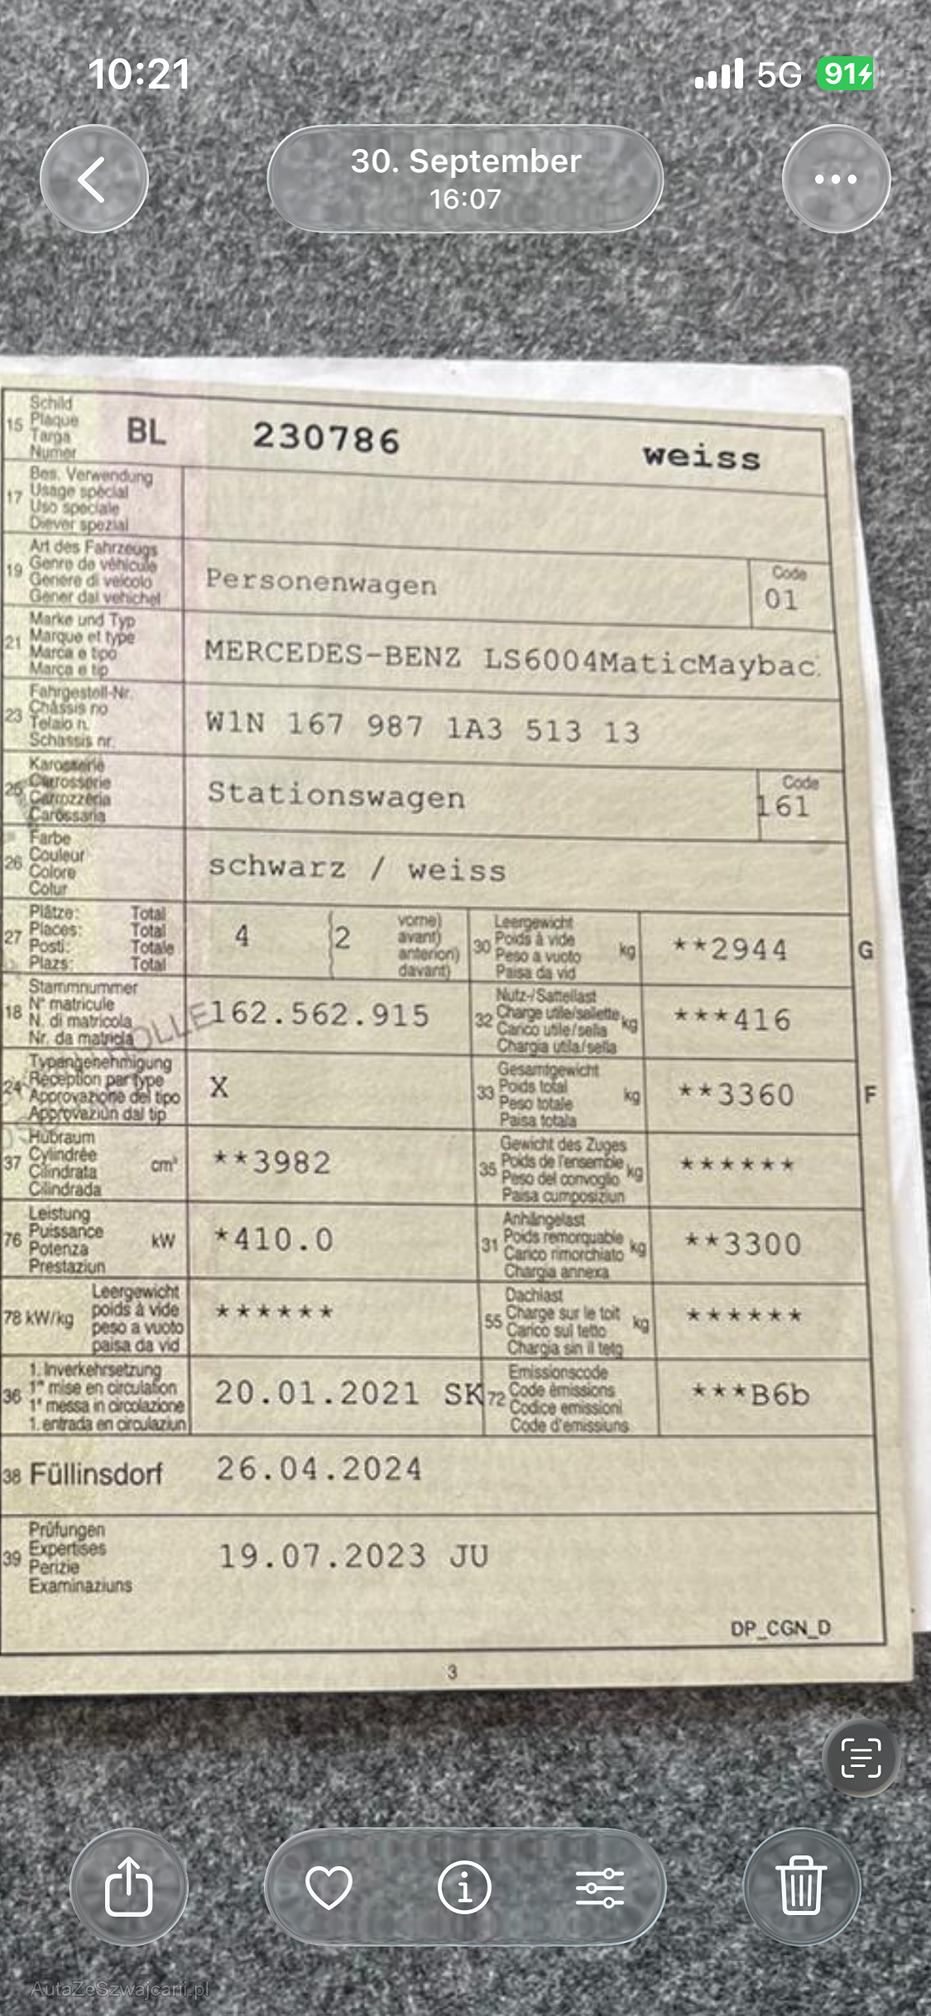 10:21
5G
91
30. September
16:07
15 Schild
Plaque
Targa
Numer
BL 230786 weiss
17 Bes. Verwendung
Usage spécial
Uso speciale
Diever spezial
19 Art des Fahrzeugs
Genre de véhicule
Genere di veicolo
Gener dal vehichel
Personenwagen
Code
01
21 Marke und Typ
Marque et type
Marca e tipo
Marca e tip
MERCEDES-BENZ LS6004MaticMaybac
23 Fahrgestell-Nr.
Châssis no
Telaio n.
Schassis nr.
W1N 167 987 1A3 513 13
25 Karosserie
Carrosserie
Carrozzeria
Carossaria
Stationswagen
Code
161
26 Farbe
Couleur
Colore
Colur
schwarz / weiss
27 Plätze: Total
Places: Total
Posti: Totale
Plazs: Total
4 (2 vorne)
avant)
anterion)
davant)
30 Leergewicht
Poids à vide
Peso a vuoto
Paisa da vid
kg **2944 G
18 Stammnummer
N° matricule
N. di matricola
Nr. da matricla
162.562.915
32 Nutz-/Sattellast
Charge utile/sellette
Carico utile/sella
Chargia utila/sella
kg ***416
24 Typengenehmigung
Réception par type
Approvazione del tipo
Approvaziun dal tip
X
33 Gesamtgewicht
Poids total
Peso totale
Paisa totala
kg **3360 F
37 Hubraum
Cylindrée
Cilindrata
Cilindrada
cm³ **3982
35 Gewicht des Zuges
Poids de l'ensemble
Peso del convoglio
Paisa cumposiziun
kg ******
76 Leistung
Puissance
Potenza
Prestaziun
kW *410.0
31 Anhängelast
Poids remorquable
Carico rimorchiato
Chargia annexa
kg **3300
78 kW/kg Leergewicht
poids à vide
peso a vuoto
paisa da vid
******
55 Dachlast
Charge sur le toit
Carico sul tetto
Chargia sin il tetg
kg ******
36 1. Inverkehrsetzung
1re mise en circulation
1a messa in circolazione
1. entrada en circulaziun
20.01.2021 SK
72 Emissionscode
Code émissions
Codice emissioni
Code d'emissiuns
***B6b
38 Füllinsdorf 26.04.2024
39 Prüfungen
Expertises
Perizie
Examinaziuns
19.07.2023 JU
DP_CGN_D
3
AutaZeSzwajcarii.pl